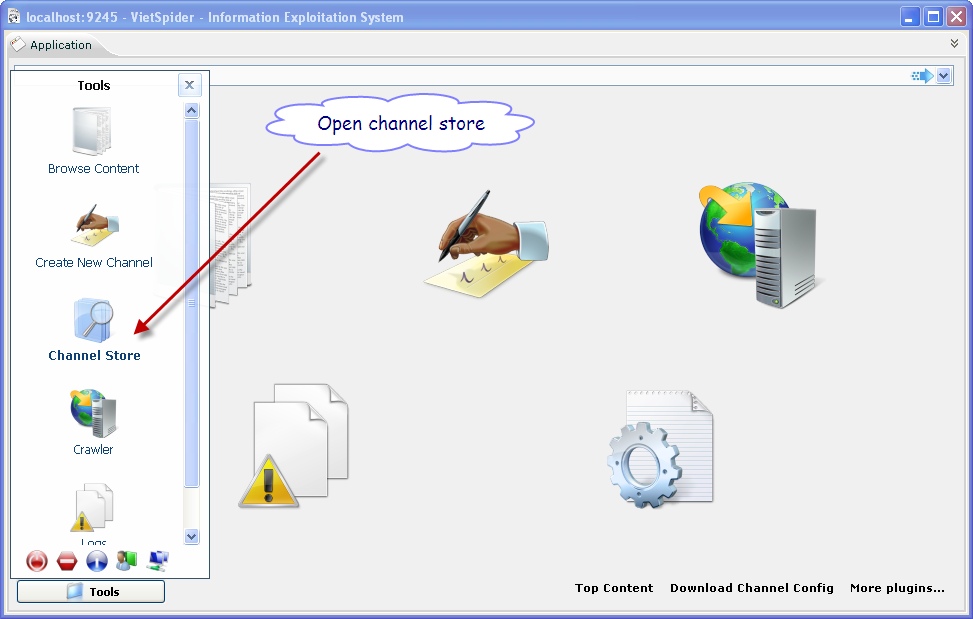 localhost:9245 - VietSpider - Information Exploitation System
Application
Tools
Browse Content
Create New Channel
Channel Store
Crawler
Logs
Tools
Open channel store
Top Content Download Channel Config More plugins...